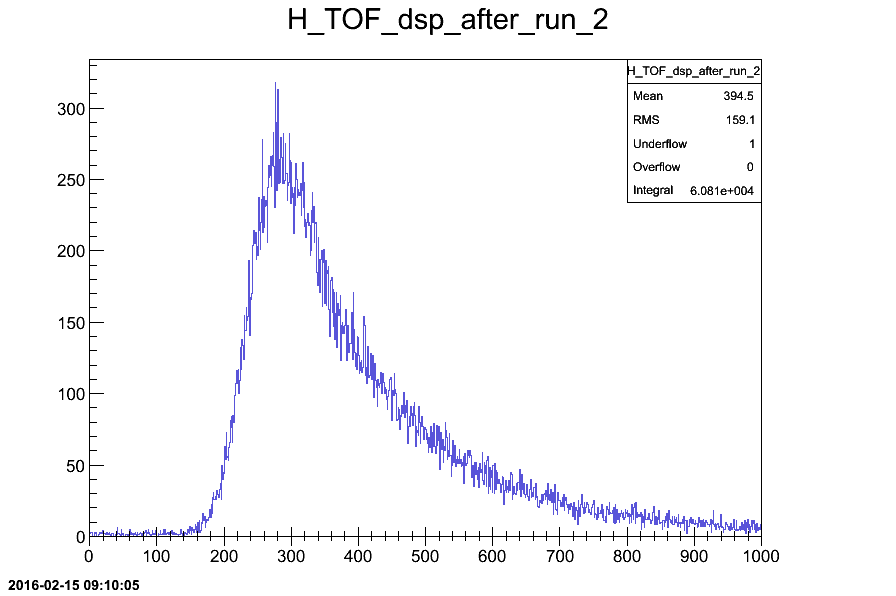 H_TOF_dsp_after_run_2
H_TOF_dsp_after_run_2
Mean 394.5
RMS 159.1
Underflow 1
Overflow 0
Integral 6.081e+004
300
250
200
150
100
50
0
0 100 200 300 400 500 600 700 800 900 1000
2016-02-15 09:10:05